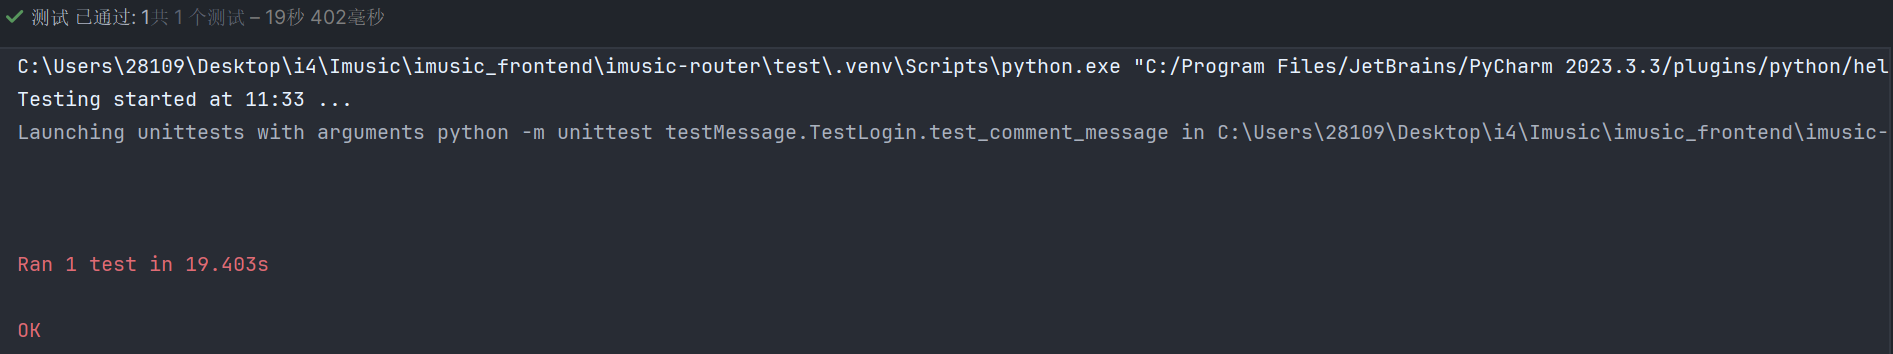 测试 已通过: 1共 1 个测试 – 19秒 402毫秒
C:\Users\28109\Desktop\i4\Imusic\imusic_frontend\imusic-router\test\.venv\Scripts\python.exe "C:/Program Files/JetBrains/PyCharm 2023.3.3/plugins/python/hel
Testing started at 11:33 ...
Launching unittests with arguments python -m unittest testMessage.TestLogin.test_comment_message in C:\Users\28109\Desktop\i4\Imusic\imusic_frontend\imusic-
Ran 1 test in 19.403s
OK